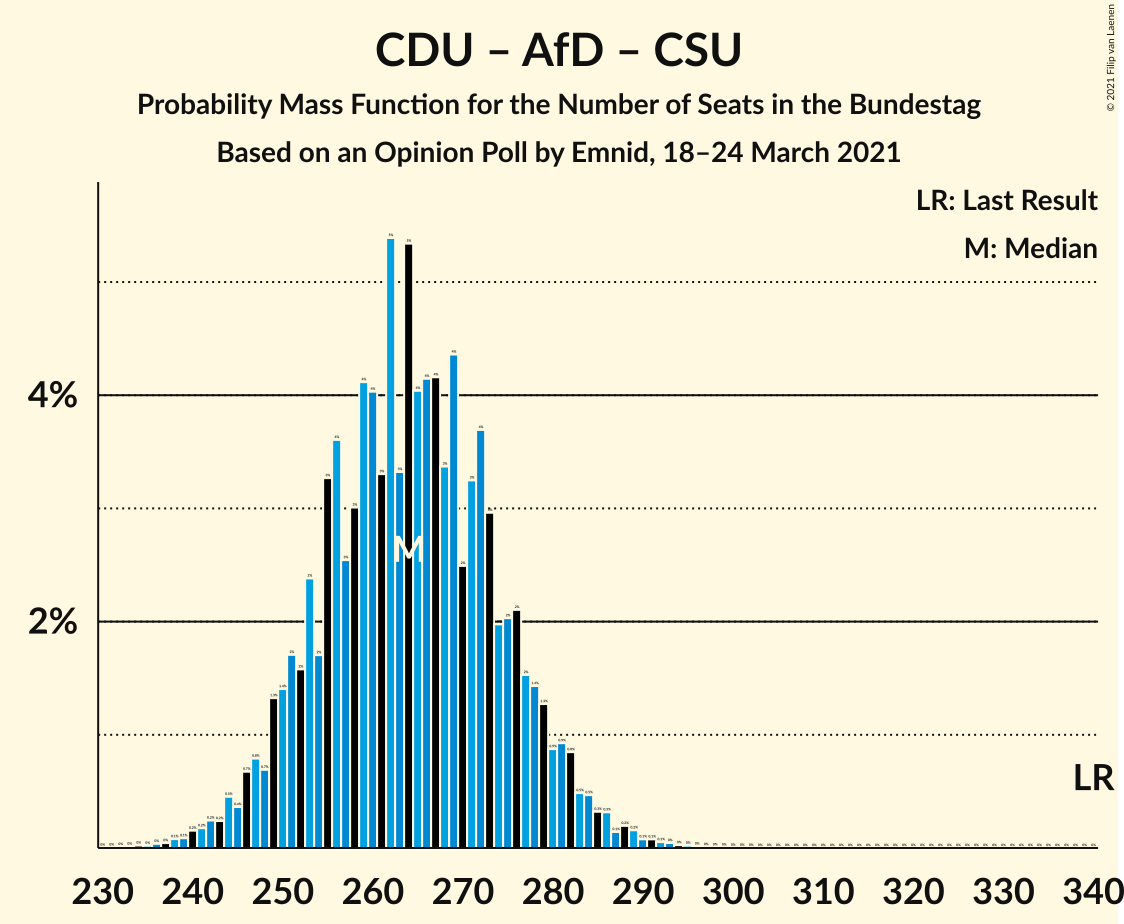 CDU – AfD – CSU
Probability Mass Function for the Number of Seats in the Bundestag
Based on an Opinion Poll by Emnid, 18–24 March 2021
© 2021 Filip van Laenen
LR: Last Result
M: Median
4%
2%
M
LR
230 240 250 260 270 280 290 300 310 320 330 340